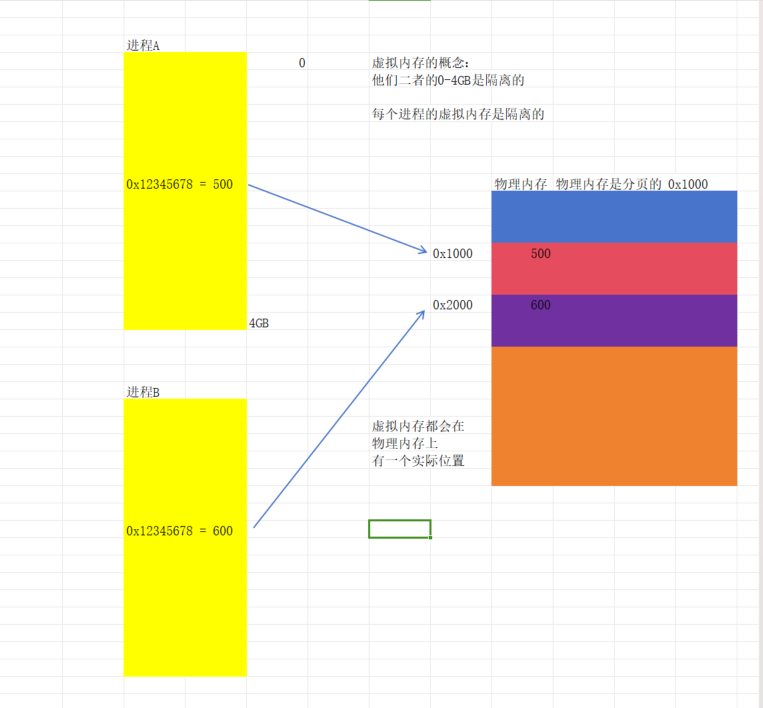 进程A
0
虚拟内存的概念：
他们二者的0-4GB是隔离的
每个进程的虚拟内存是隔离的
0x12345678 = 500
物理内存 物理内存是分页的 0x1000
0x1000
500
0x2000
600
4GB
进程B
虚拟内存都会在
物理内存上
有一个实际位置
0x12345678 = 600